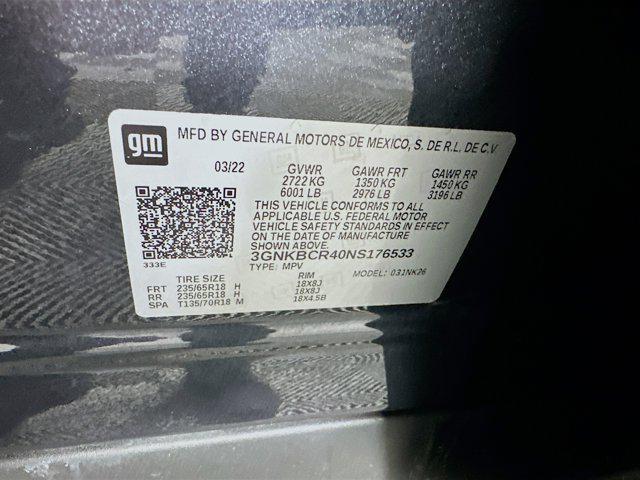 gm
MFD BY GENERAL MOTORS DE MEXICO, S. DE R.L. DE C.V
03/22 GVWR GAWR FRT GAWR RR
2722 KG 1350 KG 1450 KG
6001 LB 2976 LB 3196 LB
THIS VEHICLE CONFORMS TO ALL
APPLICABLE U.S. FEDERAL MOTOR
VEHICLE SAFETY STANDARDS IN EFFECT
ON THE DATE OF MANUFACTURE
SHOWN ABOVE.
333E
3GNKBCR40NS176533
TYPE: MPV MODEL: 031NK26
TIRE SIZE RIM
FRT 235/65R18 H 18X8J
RR 235/65R18 H 18X8J
SPA T135/70R18 M 18X4.5B